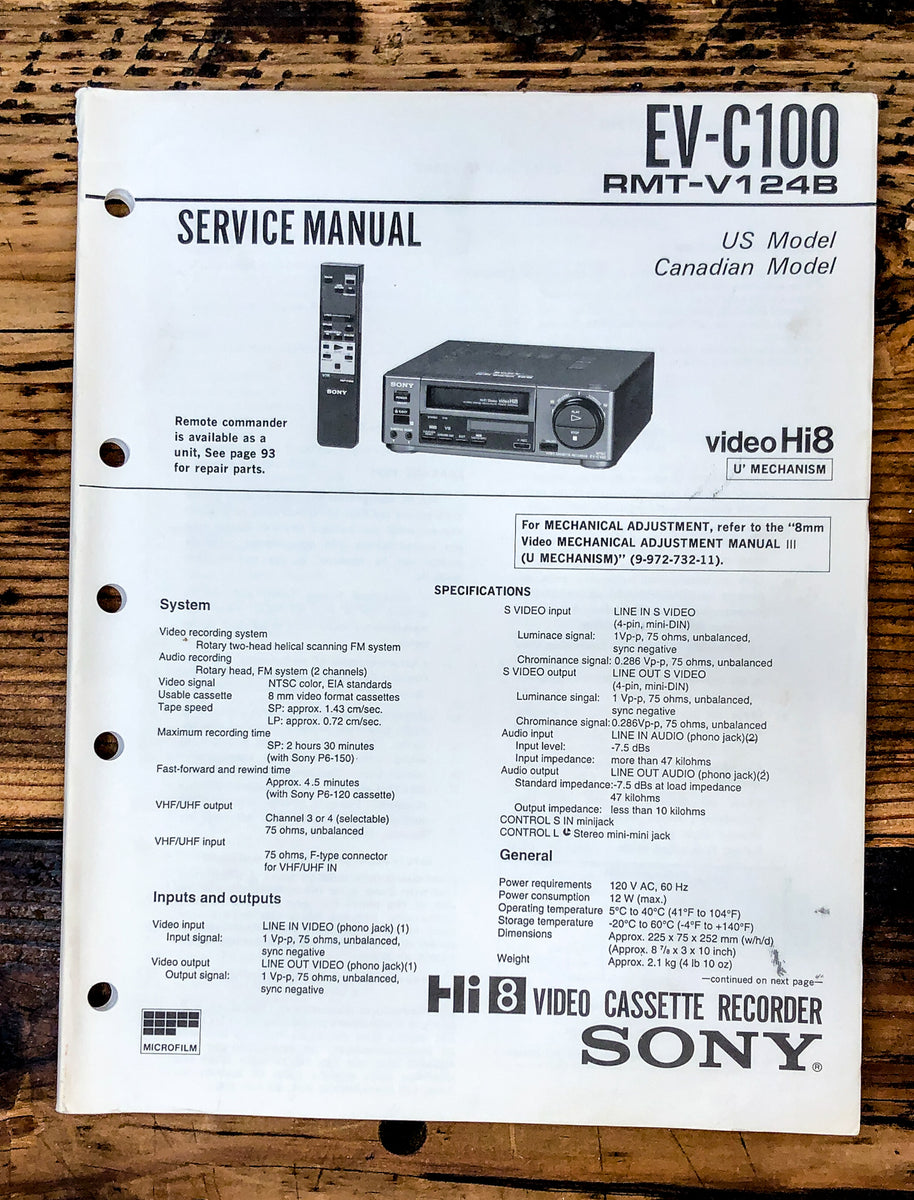 EV-C100
RMT-V124B
SERVICE MANUAL
US Model
Canadian Model
SONY
SONY
Remote commander
is available as a
unit, See page 93
for repair parts.
video Hi8
U' MECHANISM
For MECHANICAL ADJUSTMENT, refer to the "8mm
Video MECHANICAL ADJUSTMENT MANUAL III
(U MECHANISM)" (9-972-732-11).
SPECIFICATIONS
System
Video recording system
Rotary two-head helical scanning FM system
Audio recording
Rotary head, FM system (2 channels)
Video signal NTSC color, EIA standards
Usable cassette 8 mm video format cassettes
Tape speed SP: approx. 1.43 cm/sec.
LP: approx. 0.72 cm/sec.
Maximum recording time
SP: 2 hours 30 minutes
(with Sony P6-150)
Fast-forward and rewind time
Approx. 4.5 minutes
(with Sony P6-120 cassette)
VHF/UHF output
Channel 3 or 4 (selectable)
75 ohms, unbalanced
VHF/UHF input
75 ohms, F-type connector
for VHF/UHF IN
Inputs and outputs
Video input LINE IN VIDEO (phono jack) (1)
Input signal: 1 Vp-p, 75 ohms, unbalanced,
sync negative
Video output LINE OUT VIDEO (phono jack)(1)
Output signal: 1 Vp-p, 75 ohms, unbalanced,
sync negative
S VIDEO input LINE IN S VIDEO
(4-pin, mini-DIN)
Luminace signal: 1Vp-p, 75 ohms, unbalanced,
sync negative
Chrominance signal: 0.286 Vp-p, 75 ohms, unbalanced
S VIDEO output LINE OUT S VIDEO
(4-pin, mini-DIN)
Luminance singal: 1 Vp-p, 75 ohms, unbalanced,
sync negative
Chrominance signal: 0.286Vp-p, 75 ohms, unbalanced
Audio input LINE IN AUDIO (phono jack)(2)
Input level: -7.5 dBs
Input impedance: more than 47 kilohms
Audio output LINE OUT AUDIO (phono jack)(2)
Standard impedance:-7.5 dBs at load impedance
47 kilohms
Output impedance: less than 10 kilohms
CONTROL S IN minijack
CONTROL L Stereo mini-mini jack
General
Power requirements 120 V AC, 60 Hz
Power consumption 12 W (max.)
Operating temperature 5°C to 40°C (41°F to 104°F)
Storage temperature -20°C to 60°C (-4°F to +140°F)
Dimensions Approx. 225 x 75 x 252 mm (w/h/d)
(Approx. 8 7/8 x 3 x 10 inch)
Weight Approx. 2.1 kg (4 lb 10 oz)
—continued on next page—
MICROFILM
Hi8 VIDEO CASSETTE RECORDER
SONY®